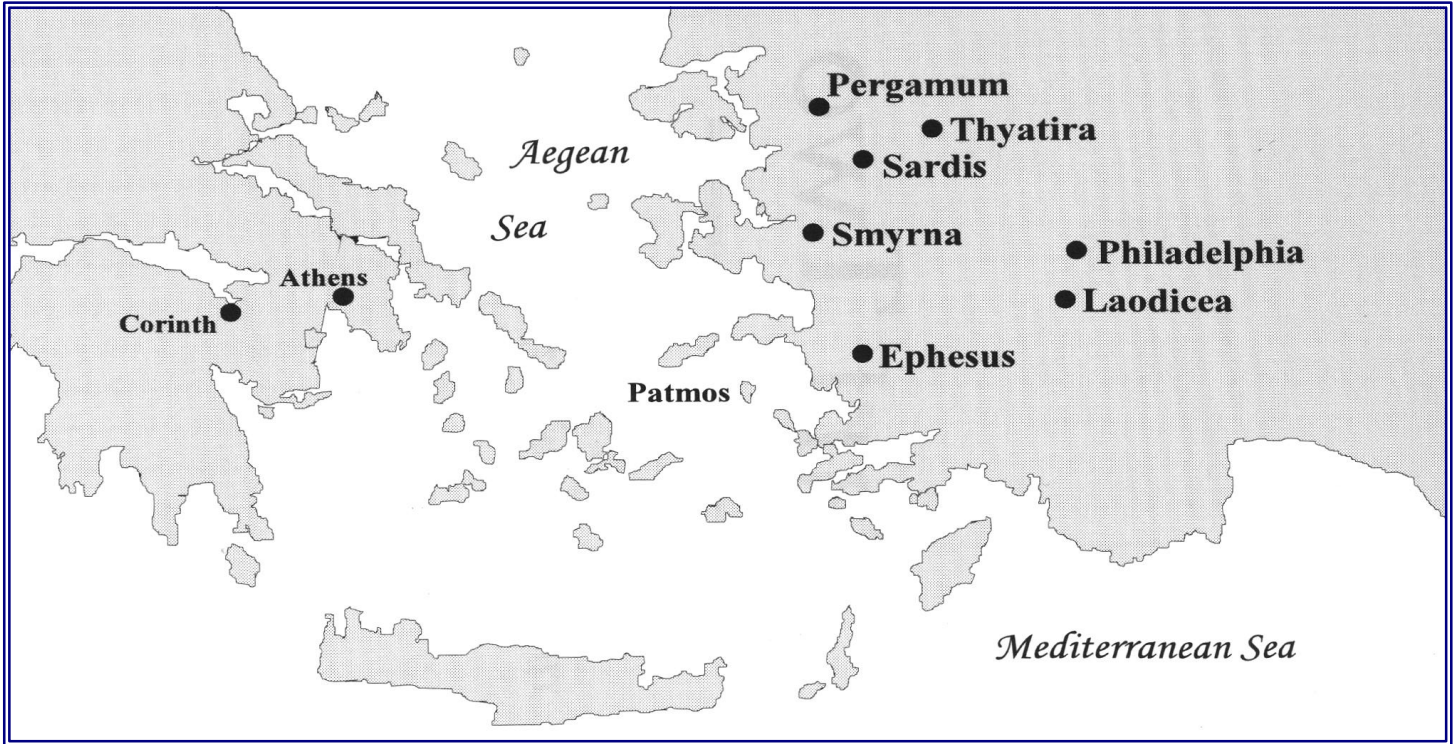 Pergamum
Thyatira
Aegean
Sardis
Sea
Smyrna
Philadelphia
Athens
Laodicea
Corinth
Ephesus
Patmos
Mediterranean Sea